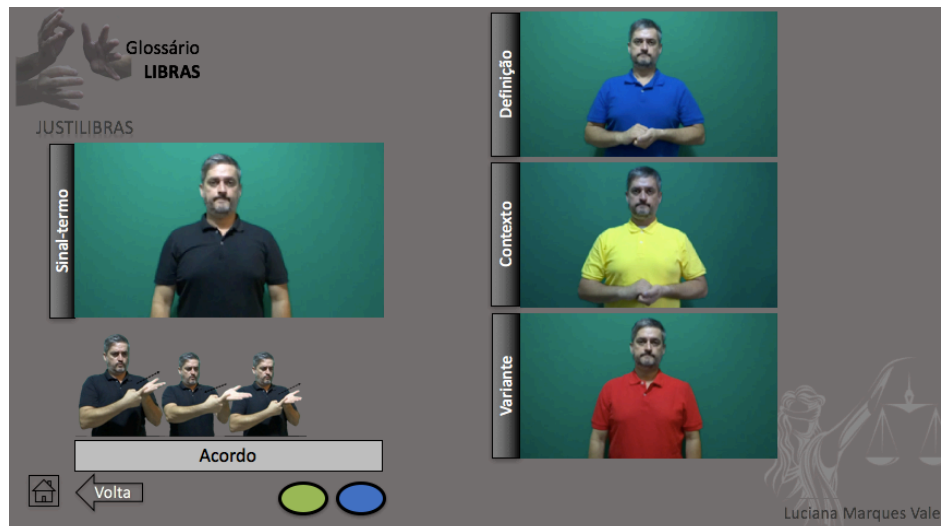 Glossário
LIBRAS
JUSTILIBRAS
Sinal-termo
Acordo
Volta
Definição
Contexto
Variante
Luciana Marques Vale